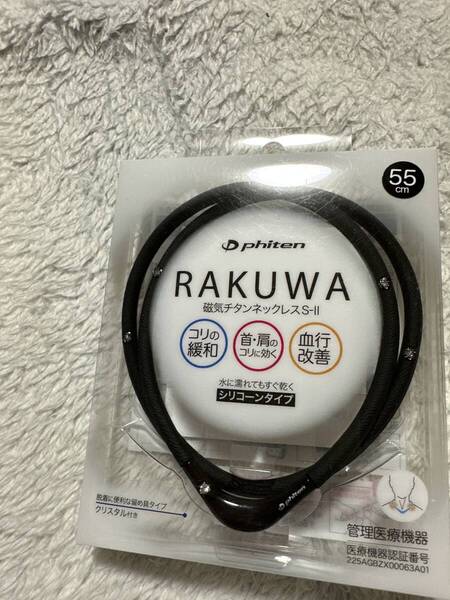 55
cm
phiten
RAKUWA
磁気チタンネックレスS-II
コリの
緩和
首・肩の
コリに効く
血行
改善
水に濡れてもすぐ乾く
シリコーンタイプ
phiten
脱着に便利な留め具タイプ
クリスタル付き
管理医療機器
医療機器認証番号
225AGBZX00063A01